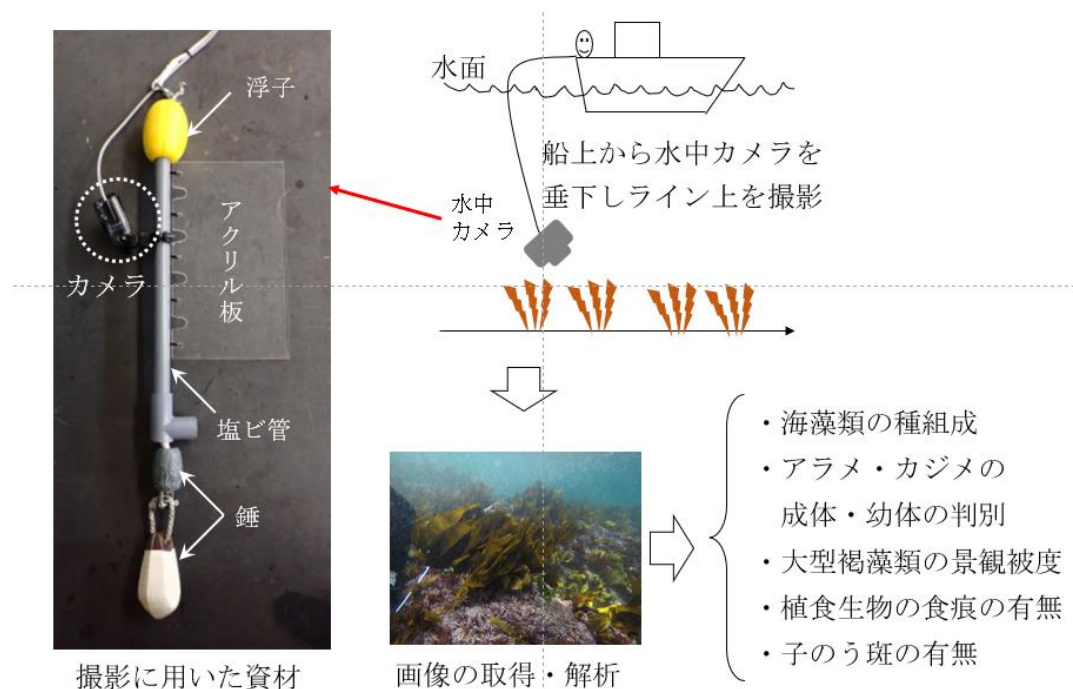 浮子
カメラ
アクリル板
塩ビ管
錘
撮影に用いた資材
水面
船上から水中カメラを
垂下しライン上を撮影
水中
カメラ
画像の取得・解析
・海藻類の種組成
・アラメ・カジメの
成体・幼体の判別
・大型褐藻類の景観被度
・植食生物の食痕の有無
・子のう斑の有無